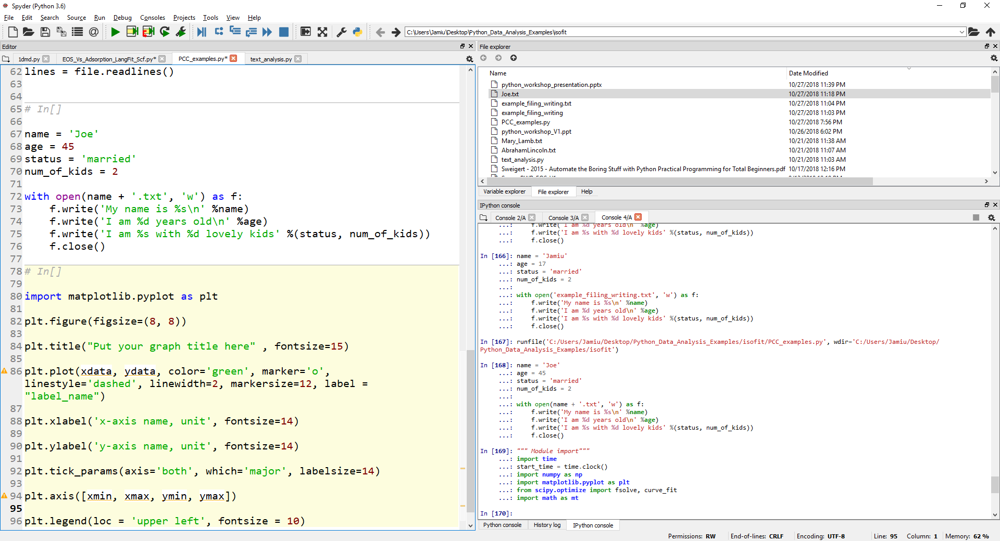 Spyder (Python 3.6)
File Edit Search Source Run Debug Consoles Projects Tools View Help
C:\Users\Jamiu\Desktop\Python_Data_Analysis_Examples\isofit
Editor
1dmd.py EOS_Vs_Adsorption_LangFit_Scf.py* PCC_examples.py* text_analysis.py
62 lines = file.readlines()
63
64
65 # In[]
66
67 name = 'Joe'
68 age = 45
69 status = 'married'
70 num_of_kids = 2
71
72 with open(name + '.txt', 'w') as f:
73     f.write('My name is %s\n' %name)
74     f.write('I am %d years old\n' %age)
75     f.write('I am %s with %d lovely kids' %(status, num_of_kids))
76     f.close()
77
78 # In[]
79
80 import matplotlib.pyplot as plt
81
82 plt.figure(figsize=(8, 8))
83
84 plt.title("Put your graph title here" , fontsize=15)
85
86 plt.plot(xdata, ydata, color='green', marker='o',
linestyle='dashed', linewidth=2, markersize=12, label =
"label_name")
87
88 plt.xlabel('x-axis name, unit', fontsize=14)
89
90 plt.ylabel('y-axis name, unit', fontsize=14)
91
92 plt.tick_params(axis='both', which='major', labelsize=14)
93
94 plt.axis([xmin, xmax, ymin, ymax])
95
96 plt.legend(loc = 'upper left', fontsize = 10)
File explorer
Name Date Modified
python_workshop_presentation.pptx 10/27/2018 11:39 PM
Joe.txt 10/27/2018 11:18 PM
example_filing_writing.txt 10/27/2018 11:04 PM
example_filing_writing 10/27/2018 11:03 PM
PCC_examples.py 10/27/2018 7:56 PM
python_workshop_V1.ppt 10/26/2018 6:02 PM
Mary_Lamb.txt 10/21/2018 11:38 AM
AbrahamLincoln.txt 10/21/2018 11:07 AM
text_analysis.py 10/21/2018 11:03 AM
Sweigert - 2015 - Automate the Boring Stuff with Python Practical Programming for Total Beginners.pdf 10/17/2018 12:16 PM
Variable explorer File explorer Help
IPython console
Console 2/A Console 3/A Console 4/A
...:     f.write('I am %d years old\n' %age)
...:     f.write('I am %s with %d lovely kids' %(status, num_of_kids))
...:     f.close()
In [166]: name = 'Jamiu'
...: age = 17
...: status = 'married'
...: num_of_kids = 2
...:
...: with open('example_filing_writing.txt', 'w') as f:
...:     f.write('My name is %s\n' %name)
...:     f.write('I am %d years old\n' %age)
...:     f.write('I am %s with %d lovely kids' %(status, num_of_kids))
...:     f.close()
In [167]: runfile('C:/Users/Jamiu/Desktop/Python_Data_Analysis_Examples/isofit/PCC_examples.py', wdir='C:/Users/Jamiu/Desktop/
Python_Data_Analysis_Examples/isofit')
In [168]: name = 'Joe'
...: age = 45
...: status = 'married'
...: num_of_kids = 2
...:
...: with open(name + '.txt', 'w') as f:
...:     f.write('My name is %s\n' %name)
...:     f.write('I am %d years old\n' %age)
...:     f.write('I am %s with %d lovely kids' %(status, num_of_kids))
...:     f.close()
In [169]: """ Module import"""
...: import time
...: start_time = time.clock()
...: import numpy as np
...: import matplotlib.pyplot as plt
...: from scipy.optimize import fsolve, curve_fit
...: import math as mt
In [170]:
Python console History log IPython console
Permissions: RW End-of-lines: CRLF Encoding: UTF-8 Line: 95 Column: 1 Memory: 62 %